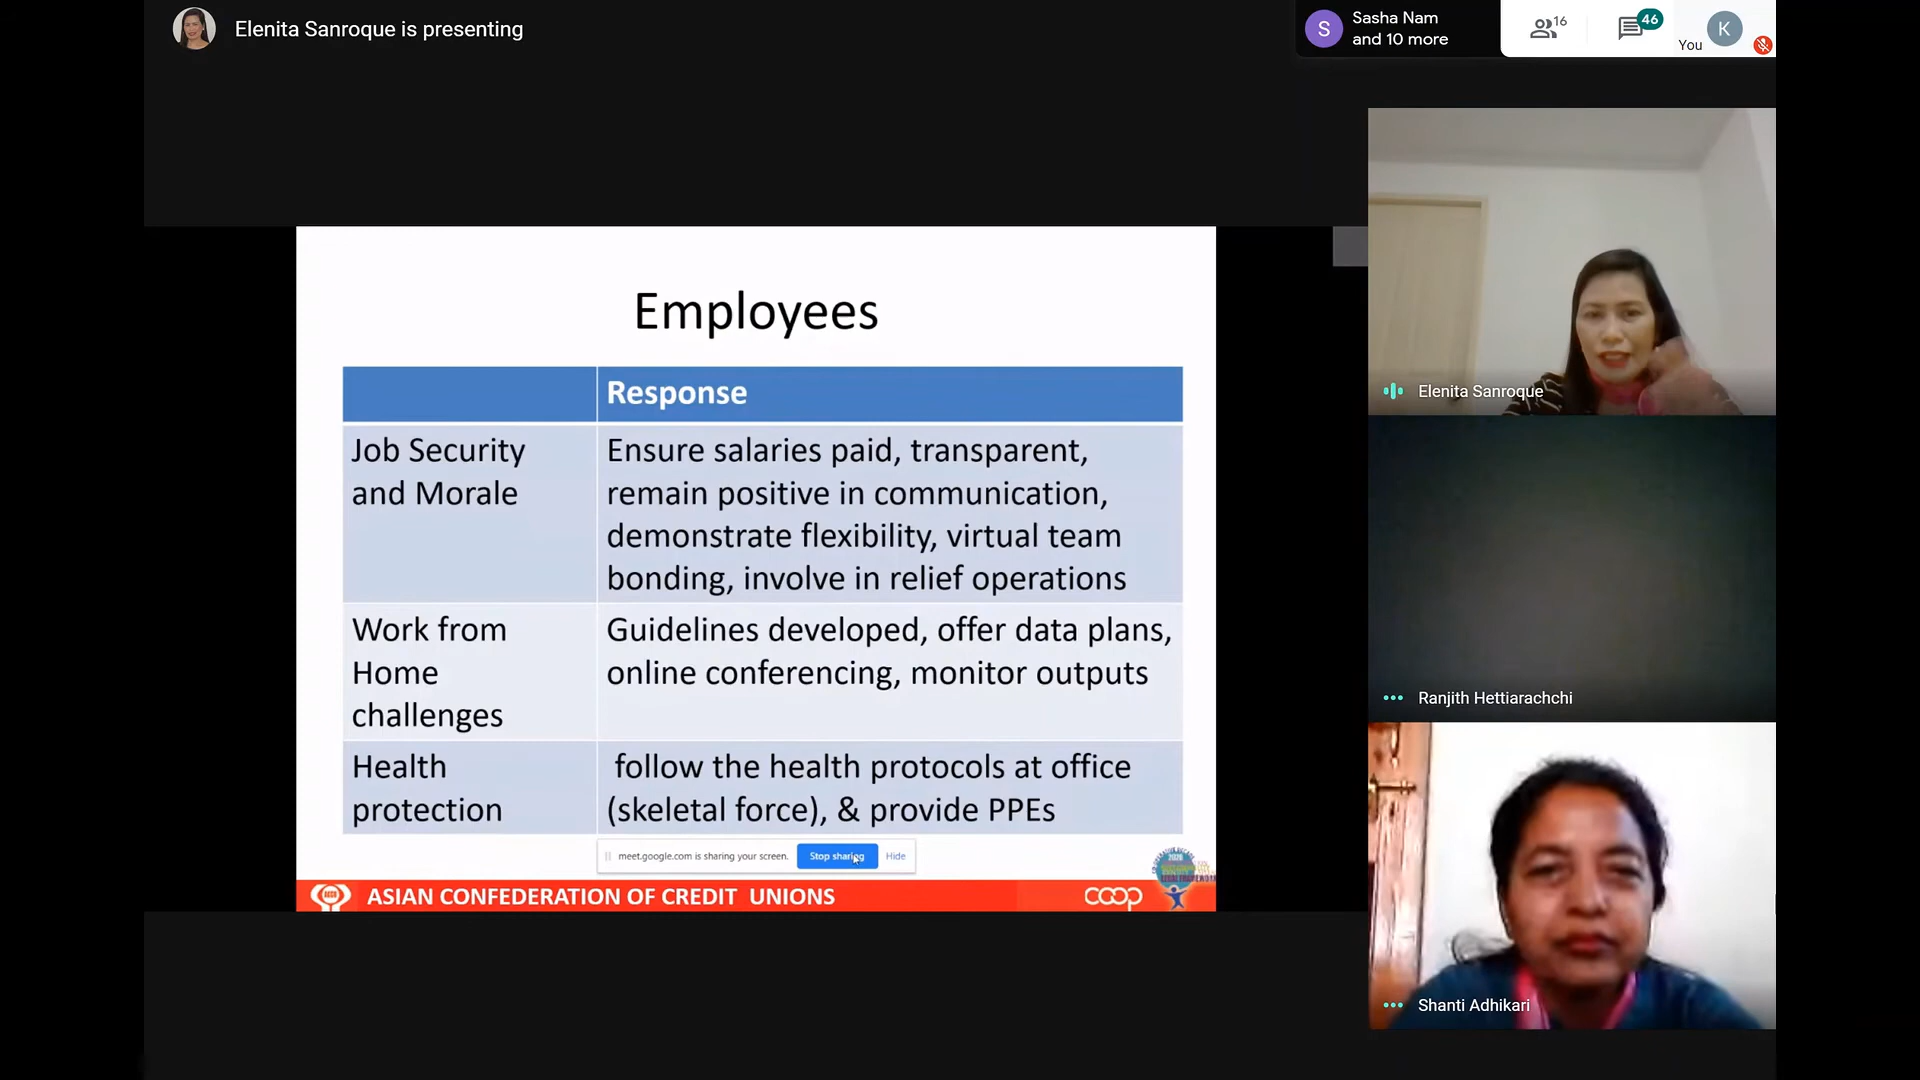 Elenita Sanroque is presenting
S
Sasha Nam
and 10 more
16
46
You
K
Employees
Response
Job Security
and Morale
Ensure salaries paid, transparent,
remain positive in communication,
demonstrate flexibility, virtual team
bonding, involve in relief operations
Work from
Home
challenges
Guidelines developed, offer data plans,
online conferencing, monitor outputs
Health
protection
follow the health protocols at office
(skeletal force), & provide PPEs
meet.google.com is sharing your screen.
Stop sharing
Hide
ASIAN CONFEDERATION OF CREDIT UNIONS
coop
2020
Elenita Sanroque
Ranjith Hettiarachchi
Shanti Adhikari